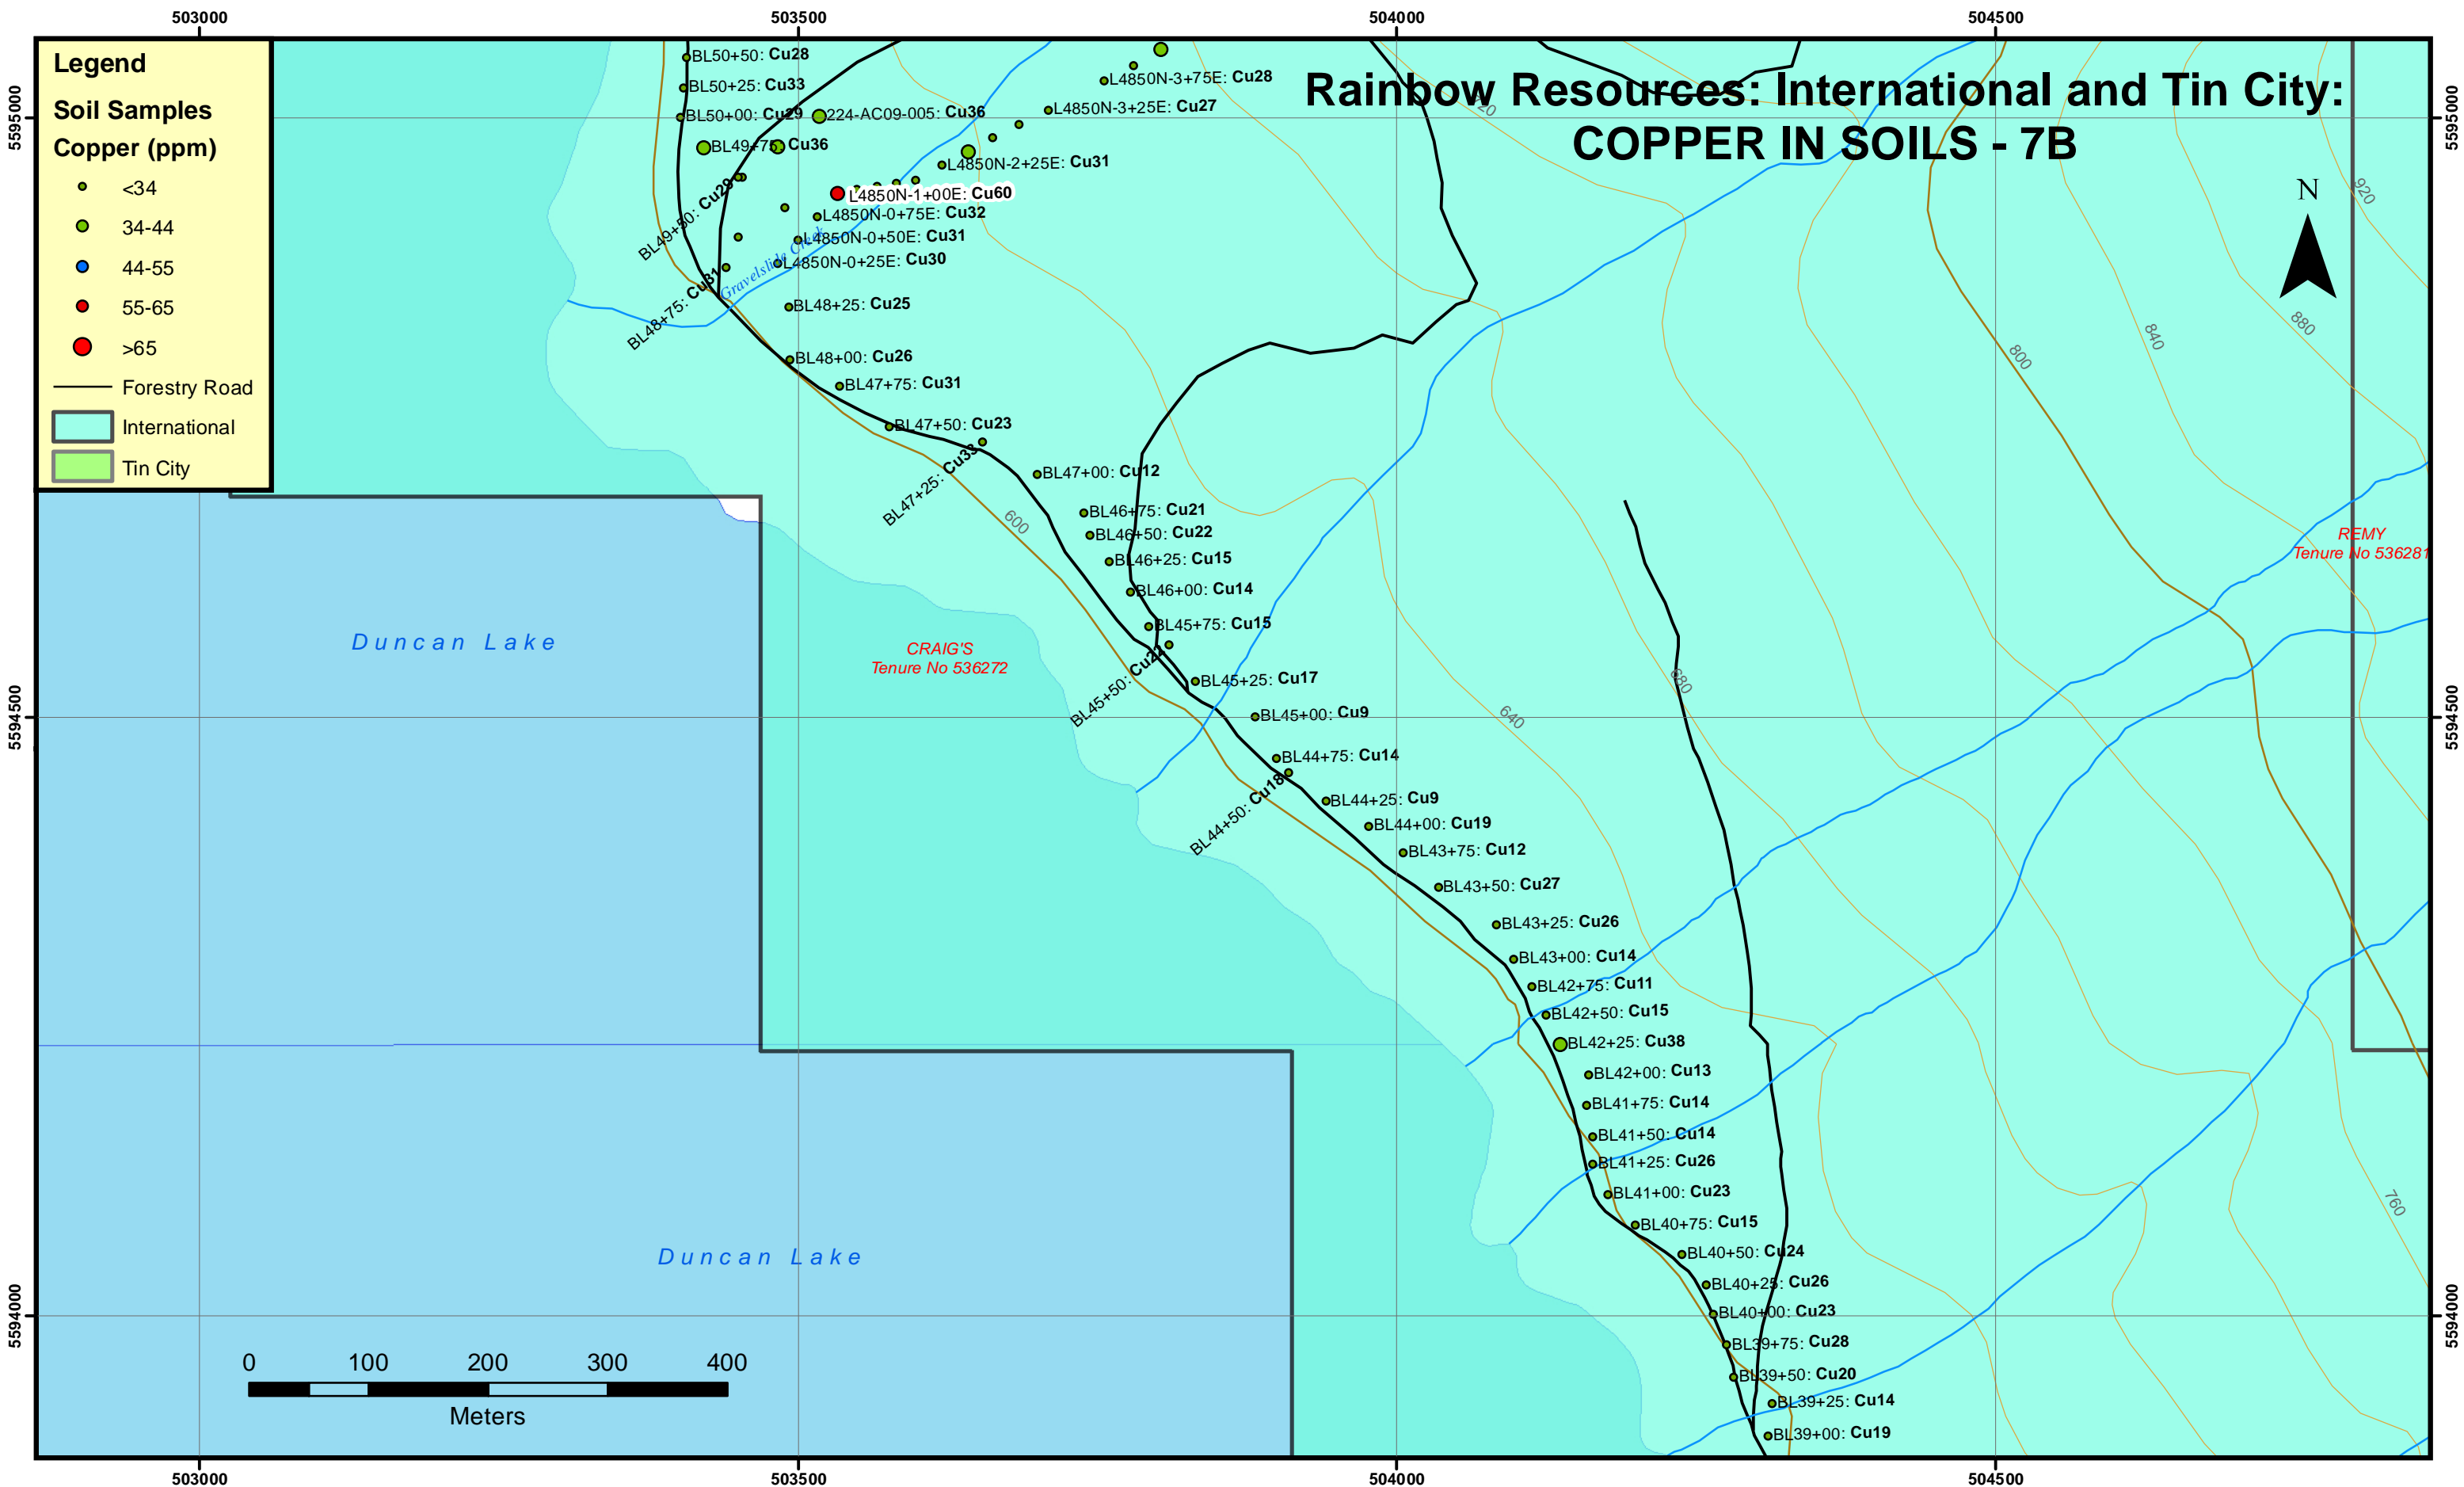 503000 503500 504000 504500
Rainbow Resources: International and Tin City:
COPPER IN SOILS - 7B
N
Legend
Soil Samples
Copper (ppm)
<34
34-44
44-55
55-65
>65
Forestry Road
International
Tin City
5595000
5595000
5594500
5594500
5594000
5594000
BL50+50: Cu28
BL50+25: Cu33
BL50+00: Cu29
224-AC09-005: Cu36
BL49+75: Cu36
BL49+50: Cu29
BL48+75: Cu31
L4850N-3+75E: Cu28
L4850N-3+25E: Cu27
L4850N-2+25E: Cu31
L4850N-1+00E: Cu60
L4850N-0+75E: Cu32
L4850N-0+50E: Cu31
L4850N-0+25E: Cu30
Gravelslide Creek
BL48+25: Cu25
BL48+00: Cu26
BL47+75: Cu31
BL47+50: Cu23
BL47+25: Cu33
BL47+00: Cu12
BL46+75: Cu21
BL46+50: Cu22
BL46+25: Cu15
BL46+00: Cu14
BL45+75: Cu15
BL45+50: Cu22
BL45+25: Cu17
BL45+00: Cu9
BL44+75: Cu14
BL44+50: Cu18
BL44+25: Cu9
BL44+00: Cu19
BL43+75: Cu12
BL43+50: Cu27
BL43+25: Cu26
BL43+00: Cu14
BL42+75: Cu11
BL42+50: Cu15
BL42+25: Cu38
BL42+00: Cu13
BL41+75: Cu14
BL41+50: Cu14
BL41+25: Cu26
BL41+00: Cu23
BL40+75: Cu15
BL40+50: Cu24
BL40+25: Cu26
BL40+00: Cu23
BL39+75: Cu28
BL39+50: Cu20
BL39+25: Cu14
BL39+00: Cu19
920
880
840
800
760
680
640
600
REMY
Tenure No 536281
CRAIG'S
Tenure No 536272
Duncan Lake
Duncan Lake
0 100 200 300 400
Meters
503000 503500 504000 504500